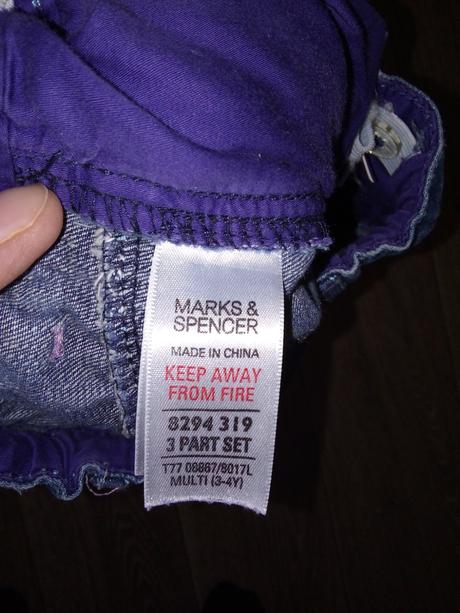 MARKS &
SPENCER
MADE IN CHINA
KEEP AWAY
FROM FIRE
8294 319
3 PART SET
T77 08867/8017L
MULTI (3-4Y)